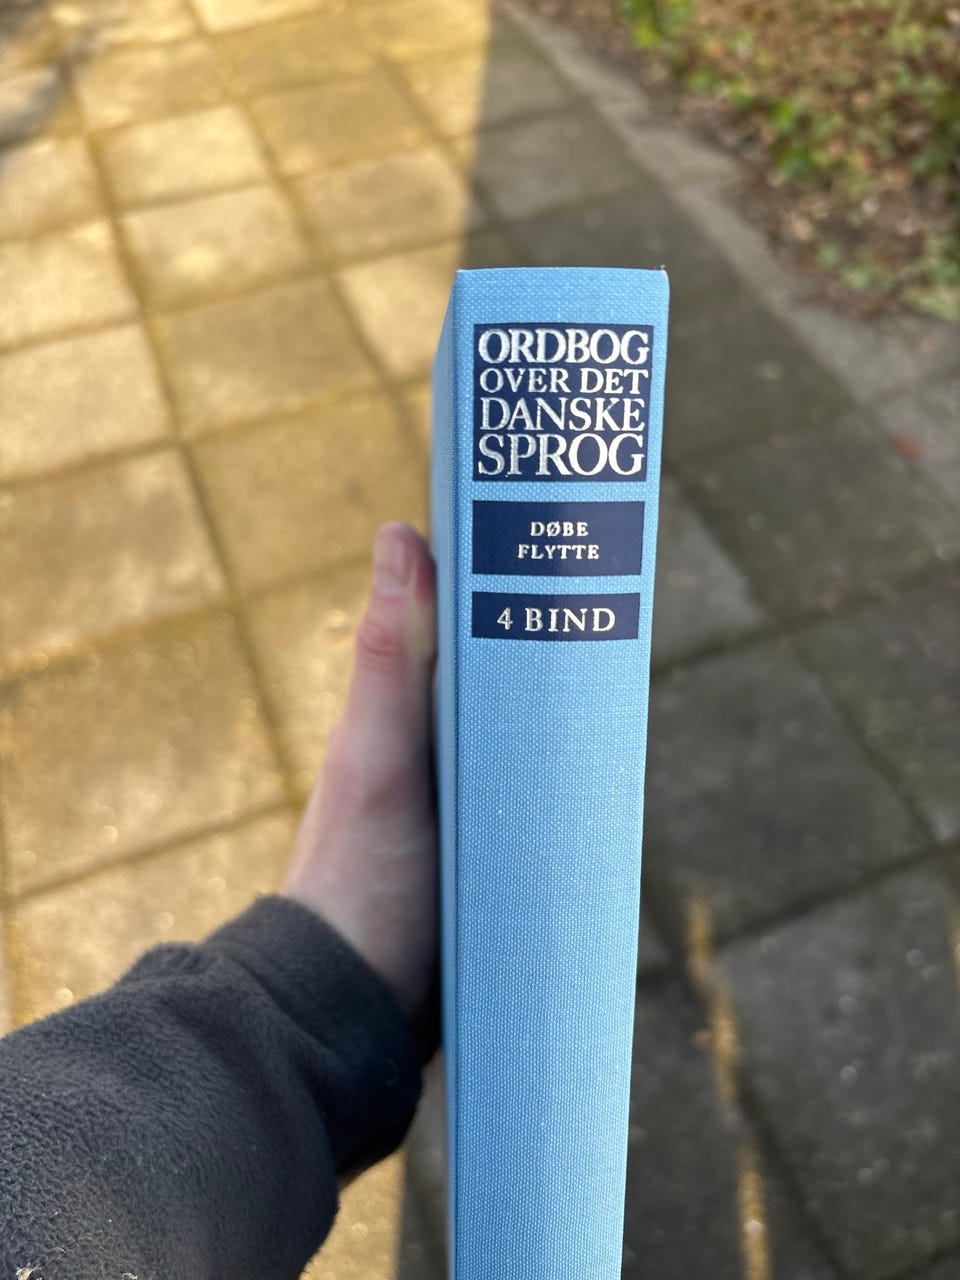 ORDBOG
OVER DET
DANSKE
SPROG
DØBE
FLYTTE
4 BIND